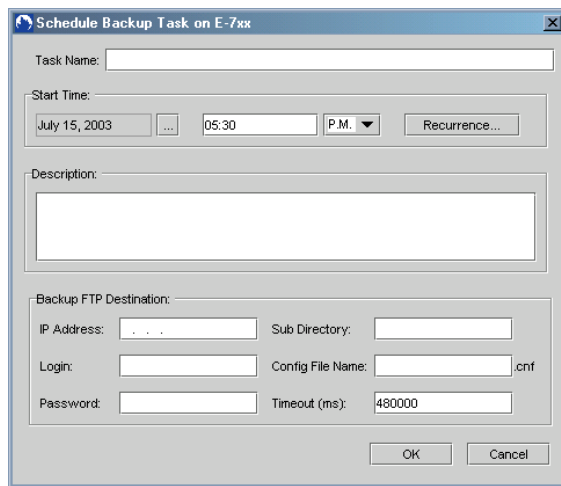 Schedule Backup Task on E-7xx
Task Name:
Start Time:
July 15, 2003 ... 05:30 P.M. Recurrence...
Description:
Backup FTP Destination:
IP Address: . . . Sub Directory:
Login: Config File Name: .cnf
Password: Timeout (ms): 480000
OK Cancel